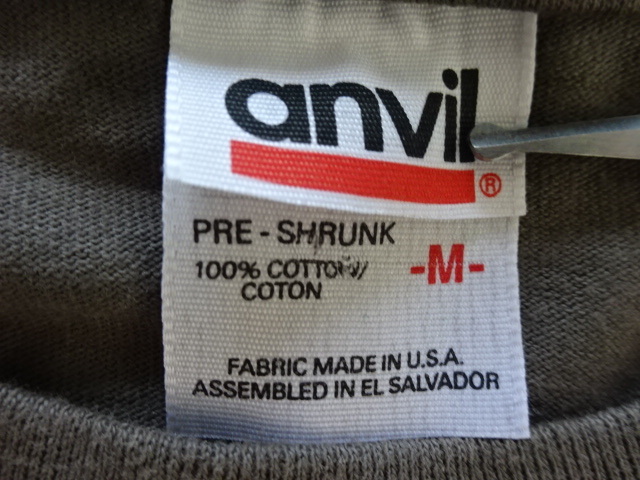 anvil
®
PRE - SHRUNK
100% COTTON/
COTON
-M-
FABRIC MADE IN U.S.A.
ASSEMBLED IN EL SALVADOR